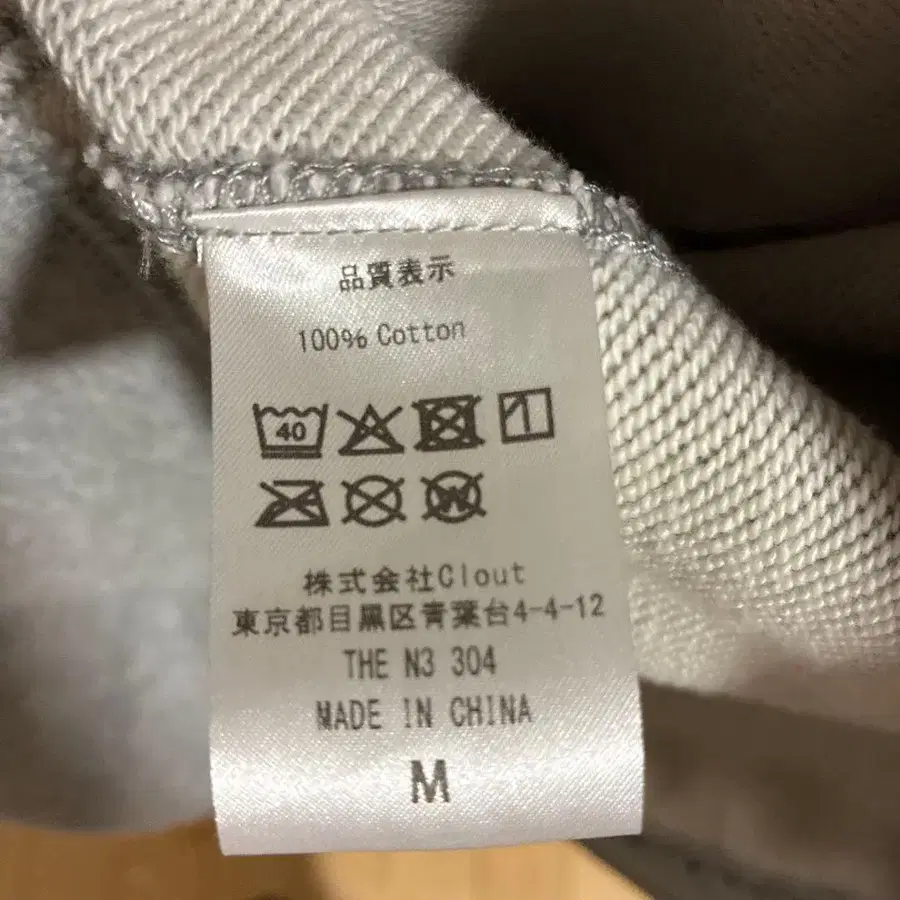 品質表示
100% Cotton
40
W
株式会社Clout
東京都目黒区青葉台4-4-12
THE N3 304
MADE IN CHINA
M